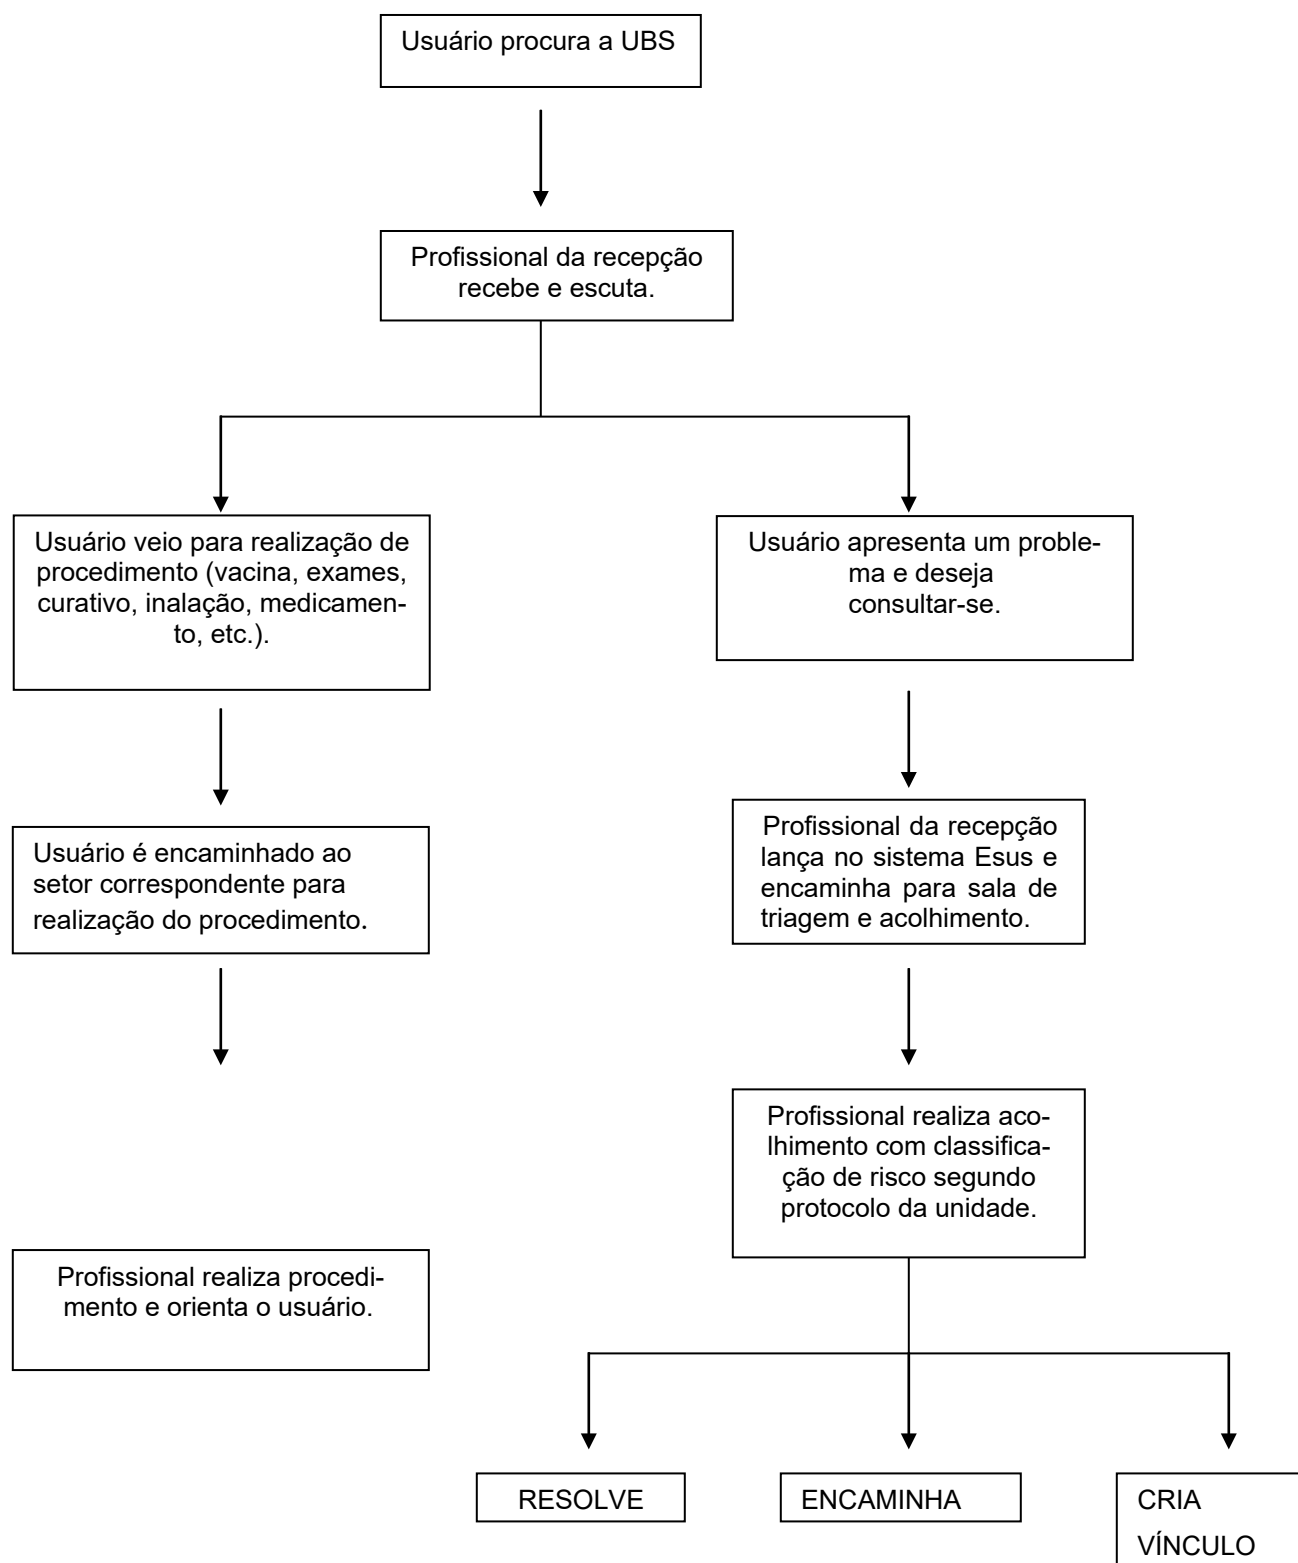 Usuário procura a UBS
Profissional da recepção
recebe e escuta.
Usuário veio para realização de
procedimento (vacina, exames,
curativo, inalação, medicamen-
to, etc.).
Usuário apresenta um proble-
ma e deseja
consultar-se.
Usuário é encaminhado ao
setor correspondente para
realização do procedimento.
Profissional da recepção
lança no sistema Esus e
encaminha para sala de
triagem e acolhimento.
Profissional realiza aco-
lhimento com classifica-
ção de risco segundo
protocolo da unidade.
Profissional realiza procedi-
mento e orienta o usuário.
RESOLVE
ENCAMINHA
CRIA
VÍNCULO